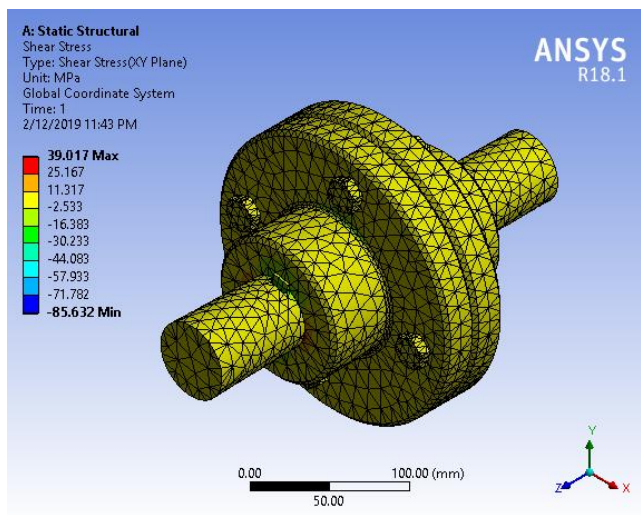 A: Static Structural
Shear Stress
Type: Shear Stress(XY Plane)
Unit: MPa
Global Coordinate System
Time: 1
2/12/2019 11:43 PM
ANSYS
R18.1
39.017 Max
25.167
11.317
-2.533
-16.383
-30.233
-44.083
-57.933
-71.782
-85.632 Min
0.00
100.00 (mm)
50.00
Y
Z
X